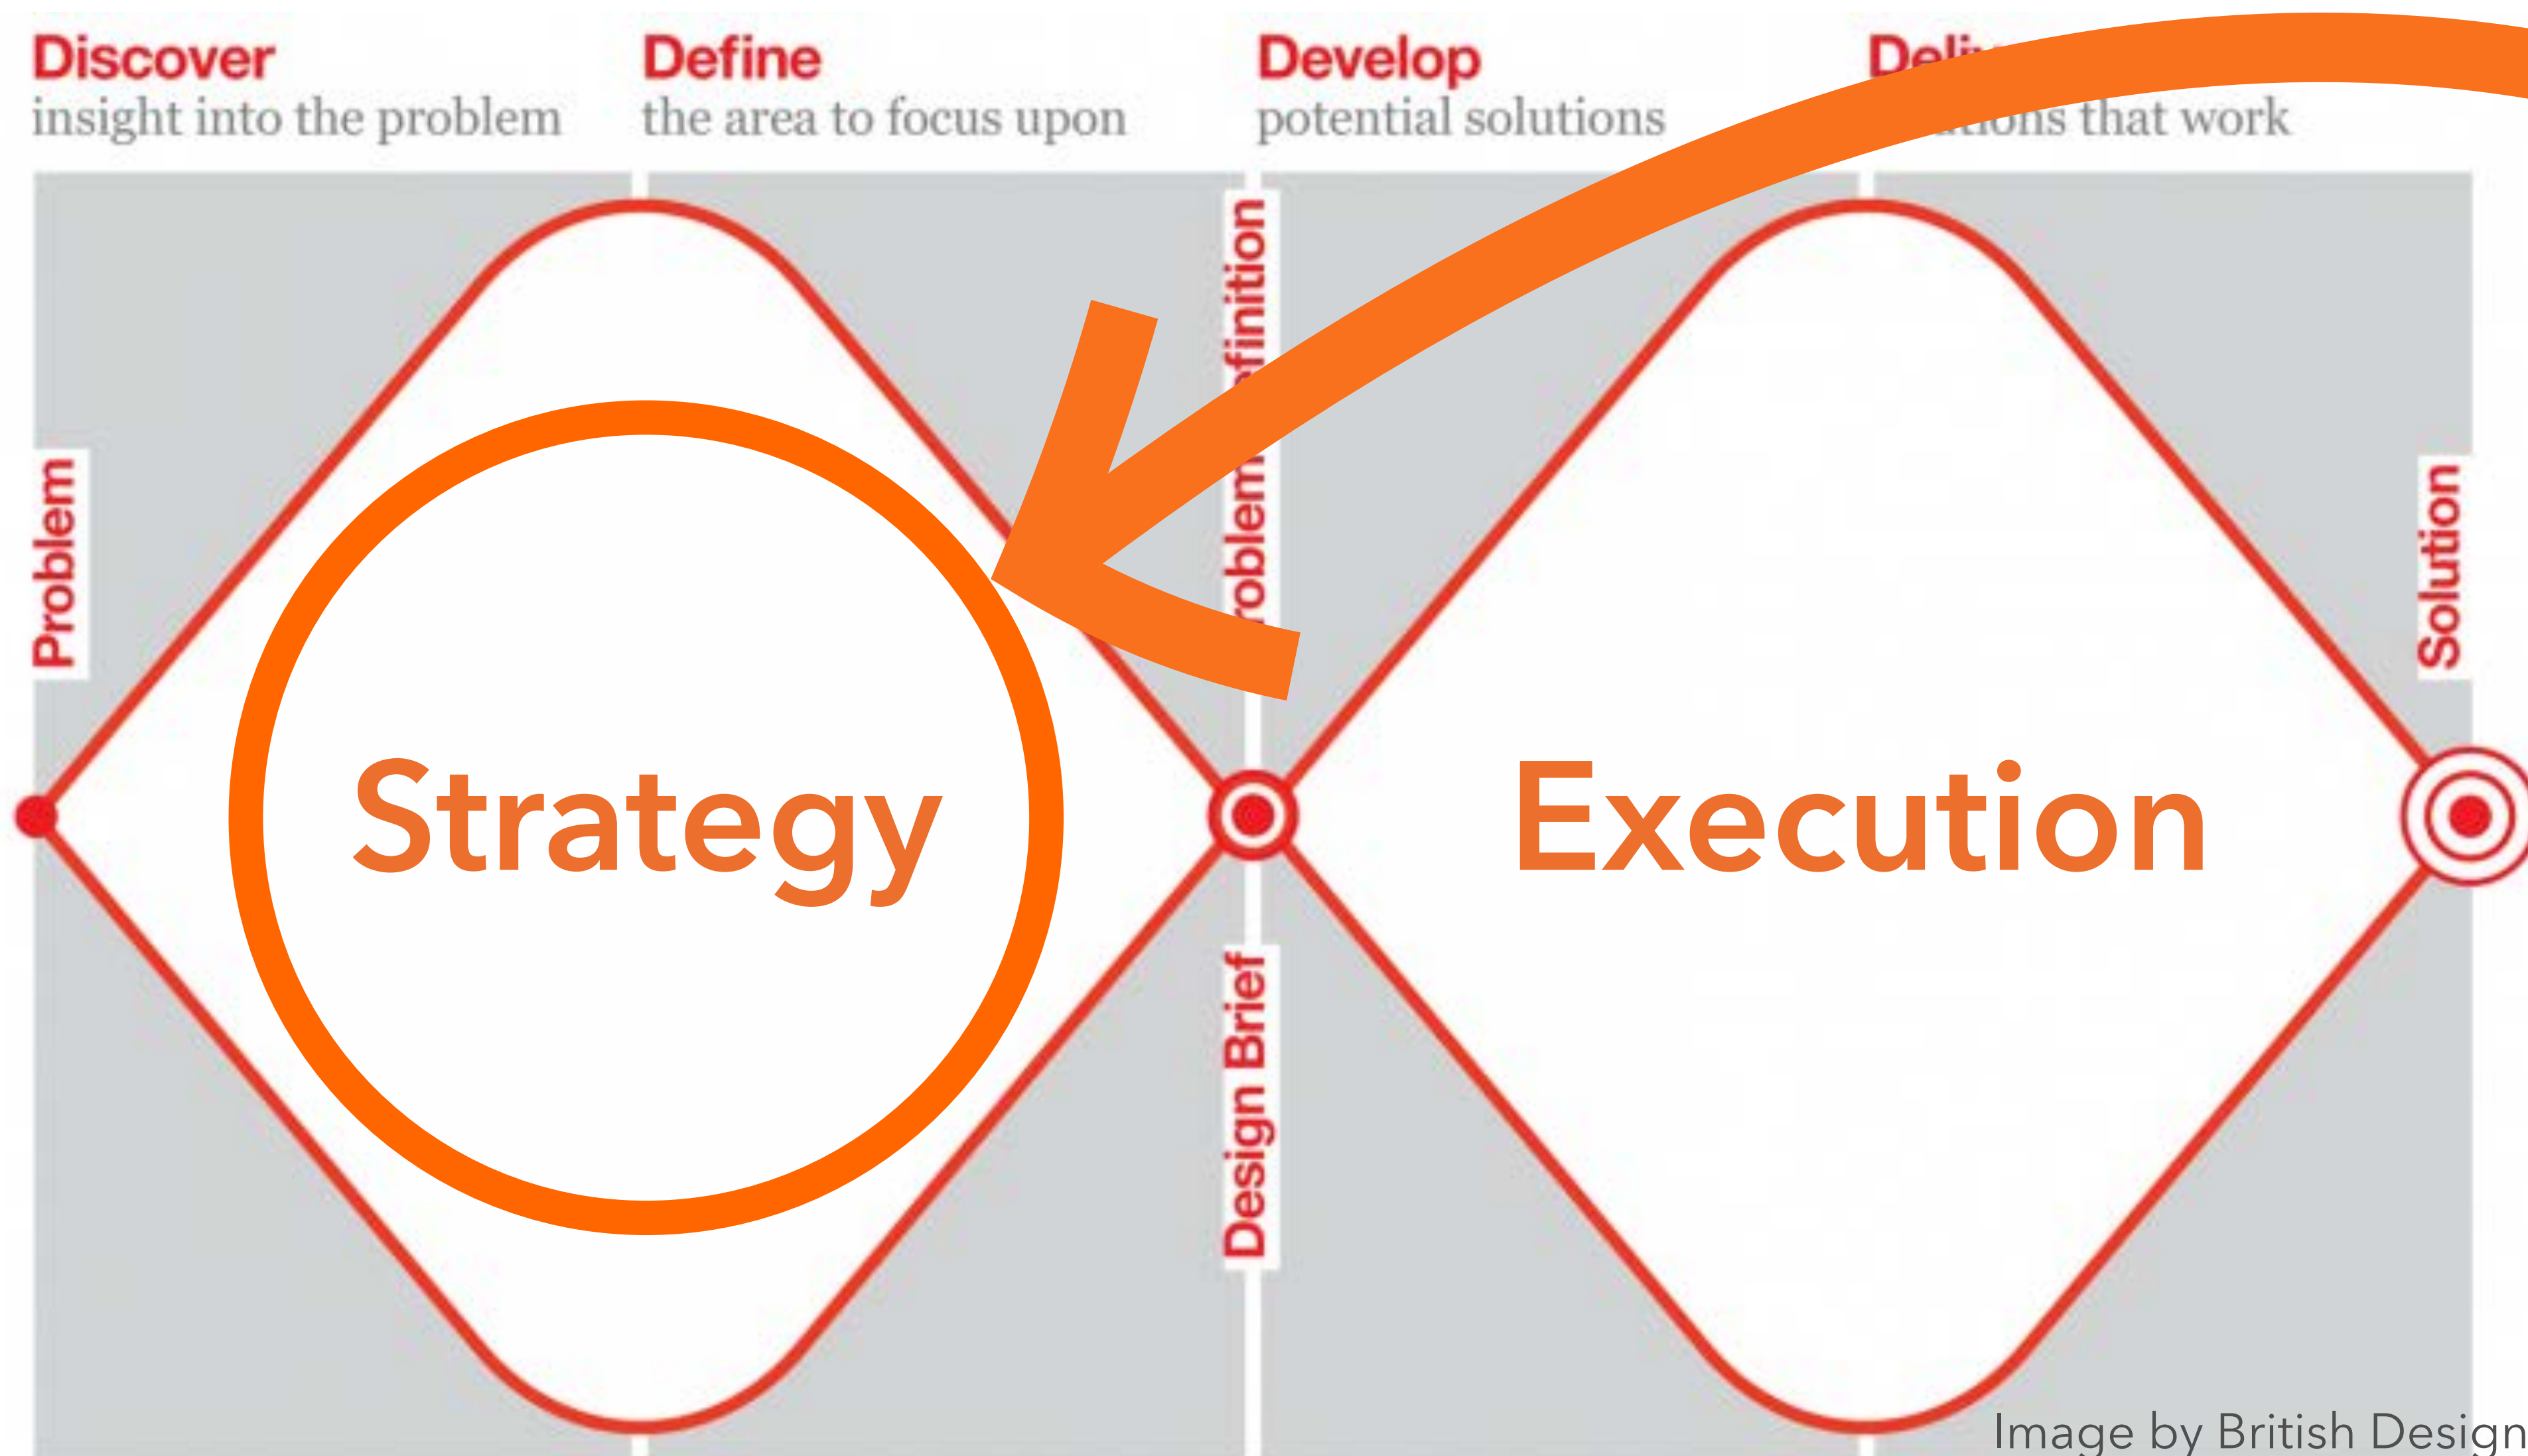 Discover
insight into the problem
Define
the area to focus upon
Develop
potential solutions
that work
Problem
Design Brief
Solution
Strategy
Execution
Image by British Design